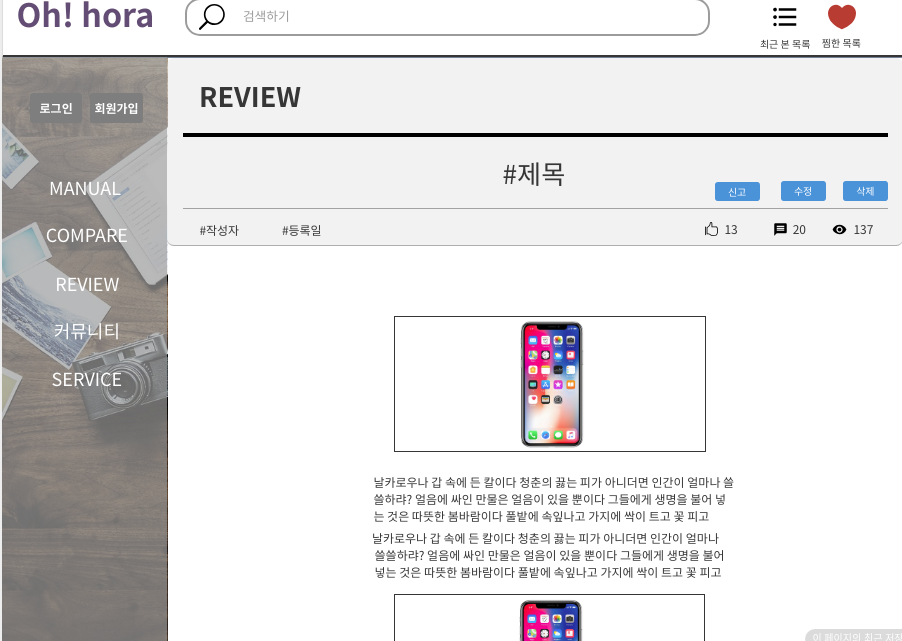 Oh! hora
검색하기
최근 본 목록
찜한 목록
로그인
회원가입
MANUAL
COMPARE
REVIEW
커뮤니티
SERVICE
REVIEW
#제목
신고
수정
삭제
#작성자
#등록일
13
20
137
날카로우나 갑 속에 든 칼이다 청춘의 끓는 피가 아니더면 인간이 얼마나 쓸
쓸하랴? 얼음에 싸인 만물은 얼음이 있을 뿐이다 그들에게 생명을 불어 넣
는 것은 따뜻한 봄바람이다 풀밭에 속잎나고 가지에 싹이 트고 꽃 피고
날카로우나 갑 속에 든 칼이다 청춘의 끓는 피가 아니더면 인간이 얼마나
쓸쓸하랴? 얼음에 싸인 만물은 얼음이 있을 뿐이다 그들에게 생명을 불어
넣는 것은 따뜻한 봄바람이다 풀밭에 속잎나고 가지에 싹이 트고 꽃 피고
이 페이지의 최근 저장